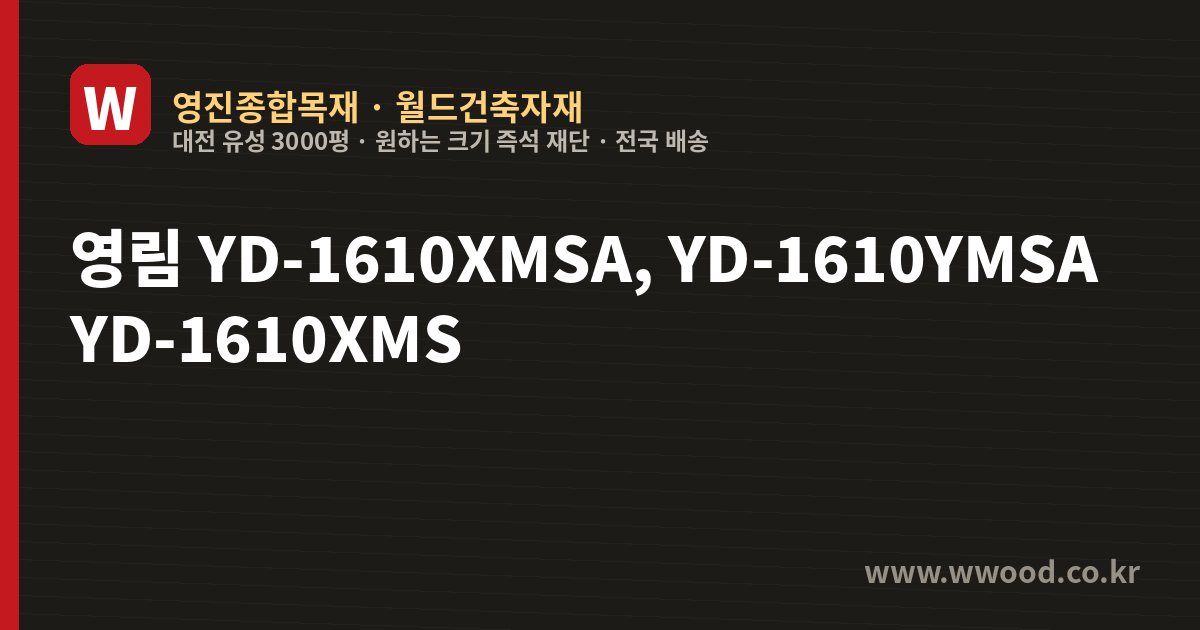 W
영진종합목재 · 월드건축자재
대전 유성 3000평 · 원하는 크기 즉석 재단 · 전국 배송
영림 YD-1610XMSA, YD-1610YMSA
YD-1610XMS
www.wwood.co.kr